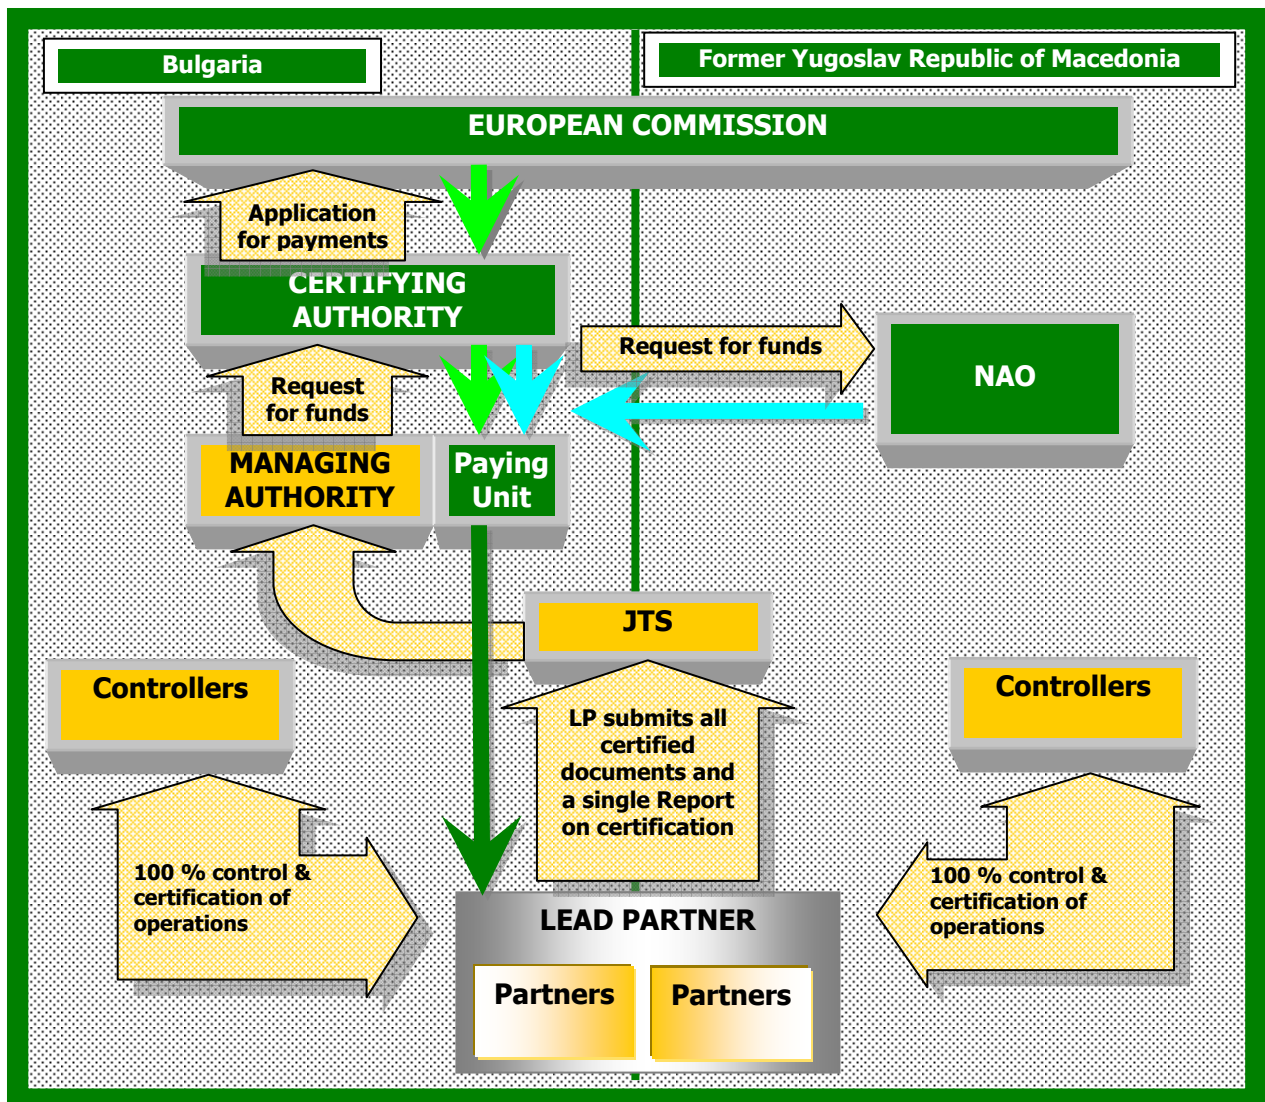 Bulgaria
Former Yugoslav Republic of Macedonia
EUROPEAN COMMISSION
Application
for payments
CERTIFYING
AUTHORITY
Request for funds
NAO
Request
for funds
MANAGING
AUTHORITY
Paying
Unit
JTS
Controllers
Controllers
LP submits all
certified
documents and
a single Report
on certification
100 % control &
certification of
operations
100 % control &
certification of
operations
LEAD PARTNER
Partners
Partners